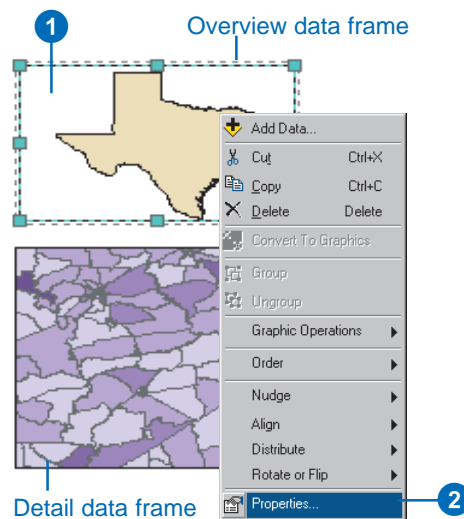 1
Overview data frame
Add Data...
Cut Ctrl+X
Copy Ctrl+C
Delete Delete
Convert To Graphics
Group
Ungroup
Graphic Operations
Order
Nudge
Align
Distribute
Rotate or Flip
Properties...
2
Detail data frame